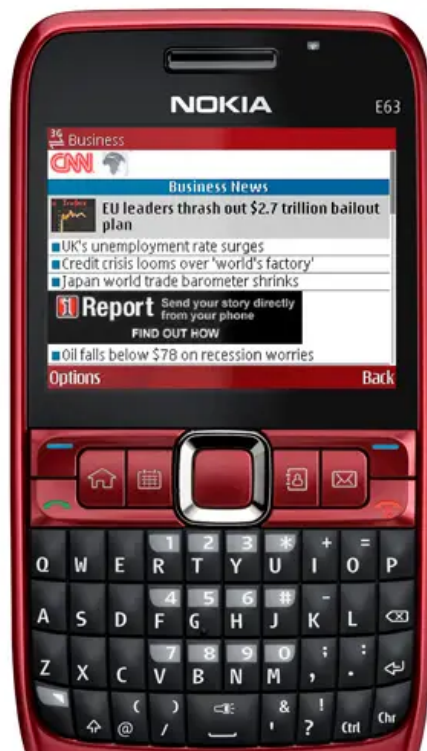 NOKIA
E63
3G
Business
CNN
Business News
EU leaders thrash out $2.7 trillion bailout
plan
UK's unemployment rate surges
Credit crisis looms over 'world's factory'
Japan world trade barometer shrinks
i Report Send your story directly
from your phone
FIND OUT HOW
Oil falls below $78 on recession worries
Options Back
1 2 3 * + =
Q W E R T Y U I O P
4 5 6 # -
A S D F G H J K L
7 8 9 0 ; :
Z X C V B N M , .
( ) & !
@ / ' ? Ctrl Chr